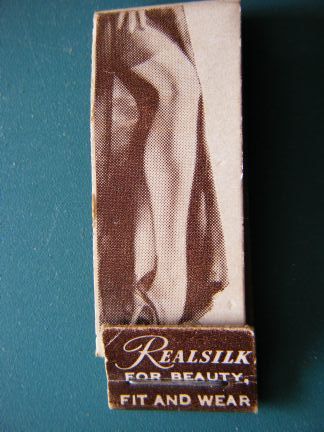 REALSILK
FOR BEAUTY,
FIT AND WEAR